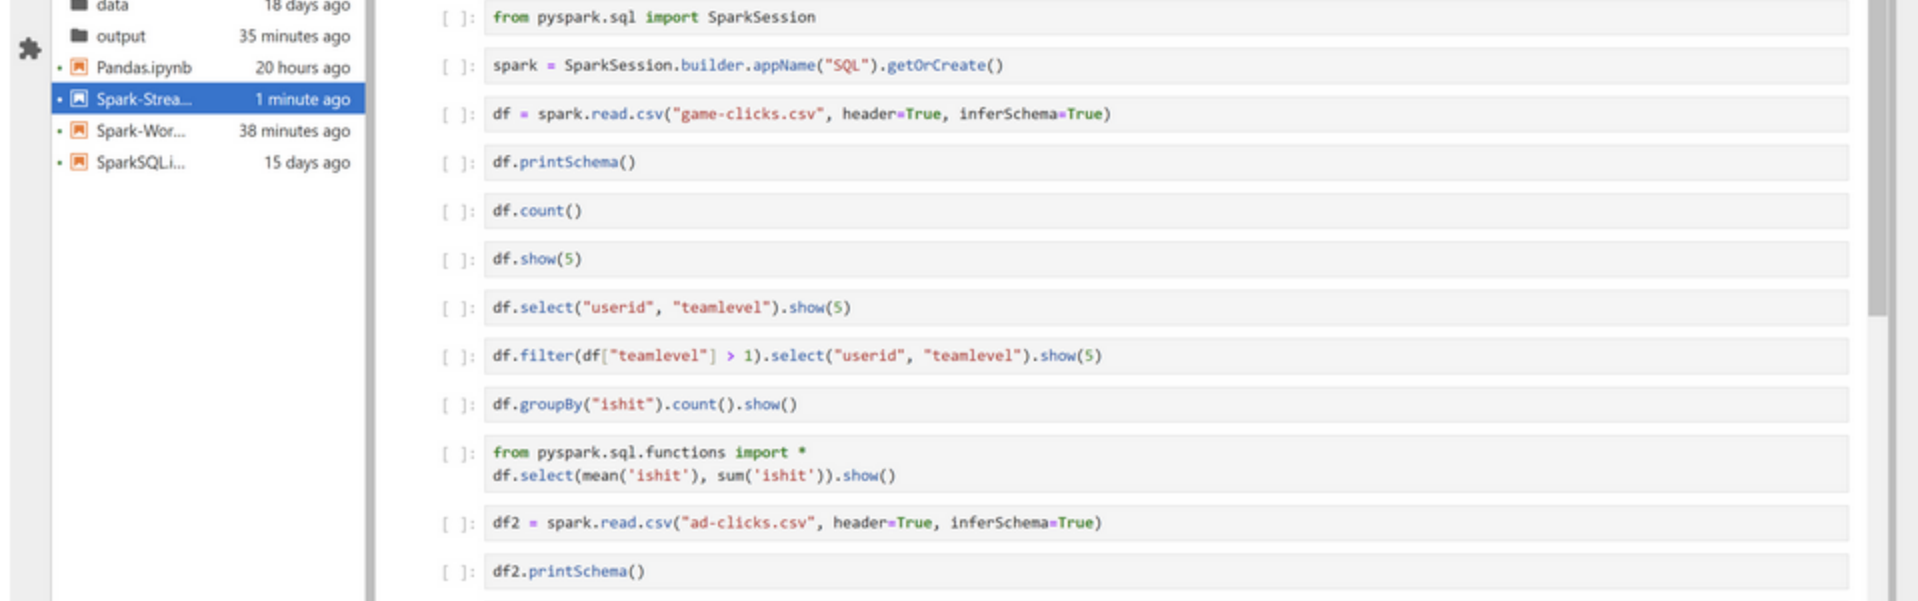 data 18 days ago
output 35 minutes ago
Pandas.ipynb 20 hours ago
Spark-Strea... 1 minute ago
Spark-Wor... 38 minutes ago
SparkSQL.i... 15 days ago
[ ]: from pyspark.sql import SparkSession
[ ]: spark = SparkSession.builder.appName("SQL").getOrCreate()
[ ]: df = spark.read.csv("game-clicks.csv", header=True, inferSchema=True)
[ ]: df.printSchema()
[ ]: df.count()
[ ]: df.show(5)
[ ]: df.select("userid", "teamlevel").show(5)
[ ]: df.filter(df["teamlevel"] > 1).select("userid", "teamlevel").show(5)
[ ]: df.groupBy("ishit").count().show()
[ ]: from pyspark.sql.functions import *
df.select(mean('ishit'), sum('ishit')).show()
[ ]: df2 = spark.read.csv("ad-clicks.csv", header=True, inferSchema=True)
[ ]: df2.printSchema()